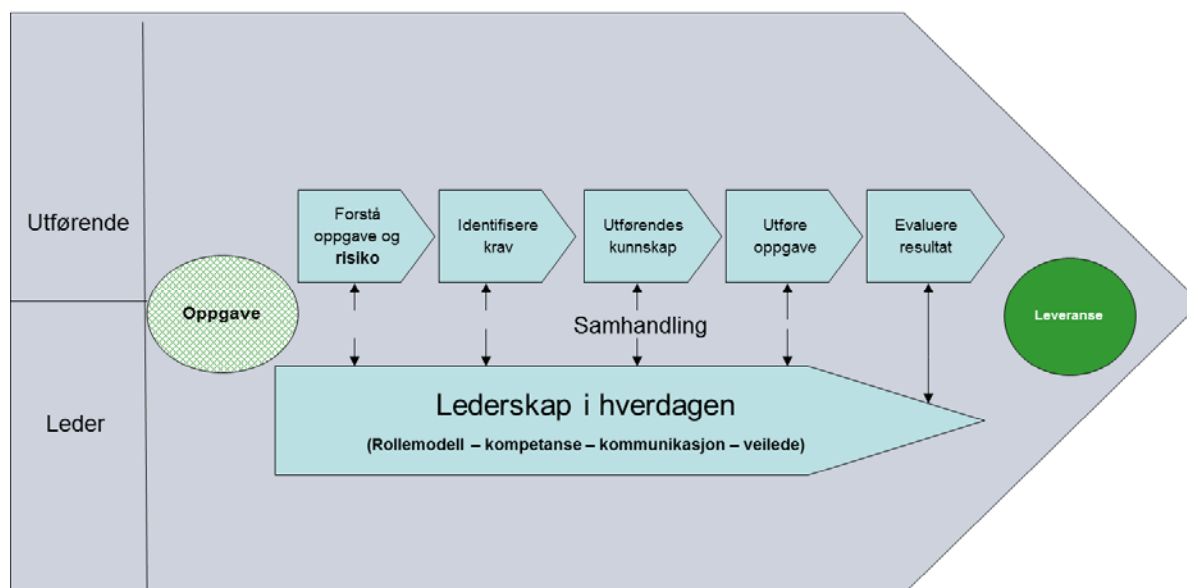 Utførende
Forstå
oppgave og
risiko
Identifisere
krav
Utførendes
kunnskap
Utføre
oppgave
Evaluere
resultat
Oppgave
Samhandling
Leveranse
Leder
Lederskap i hverdagen
(Rollemodell – kompetanse – kommunikasjon – veilede)